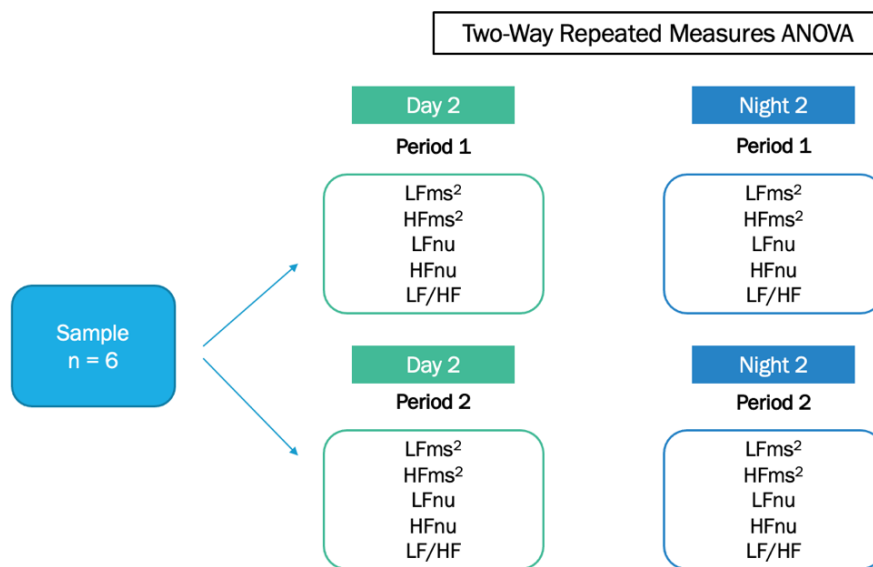 Two-Way Repeated Measures ANOVA
Day 2
Night 2
Period 1
Period 1
LFms²
HFms²
LFnu
HFnu
LF/HF
LFms²
HFms²
LFnu
HFnu
LF/HF
Sample
n = 6
Day 2
Night 2
Period 2
Period 2
LFms²
HFms²
LFnu
HFnu
LF/HF
LFms²
HFms²
LFnu
HFnu
LF/HF